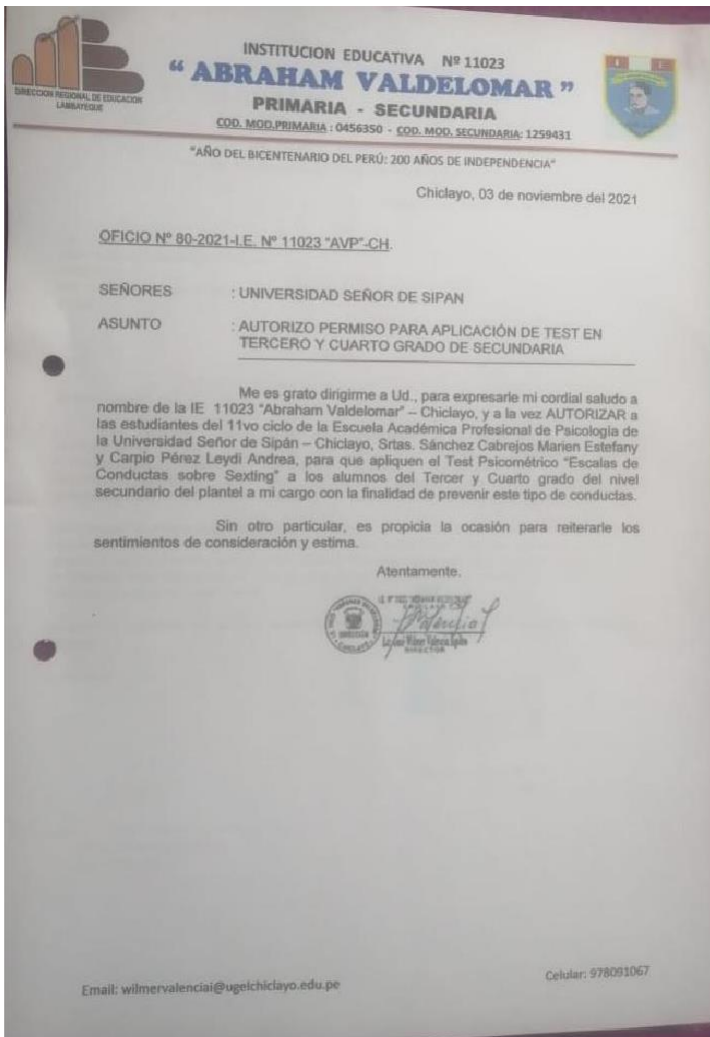 INSTITUCION EDUCATIVA Nº 11023
“ ABRAHAM VALDELOMAR ”
PRIMARIA - SECUNDARIA
COD. MOD.PRIMARIA : 0456350 - COD. MOD. SECUNDARIA: 1259431
DIRECCION REGIONAL DE EDUCACION
LAMBAYEQUE
"AÑO DEL BICENTENARIO DEL PERÚ: 200 AÑOS DE INDEPENDENCIA"
Chiclayo, 03 de noviembre del 2021
OFICIO Nº 80-2021-I.E. Nº 11023 "AVP"-CH.
SEÑORES : UNIVERSIDAD SEÑOR DE SIPAN
ASUNTO : AUTORIZO PERMISO PARA APLICACIÓN DE TEST EN
TERCERO Y CUARTO GRADO DE SECUNDARIA
Me es grato dirigirme a Ud., para expresarle mi cordial saludo a
nombre de la IE 11023 "Abraham Valdelomar" – Chiclayo, y a la vez AUTORIZAR a
las estudiantes del 11vo ciclo de la Escuela Académica Profesional de Psicología de
la Universidad Señor de Sipán – Chiclayo, Srtas. Sánchez Cabrejos Marien Estefany
y Carpio Pérez Leydi Andrea, para que apliquen el Test Psicométrico "Escalas de
Conductas sobre Sexting" a los alumnos del Tercer y Cuarto grado del nivel
secundario del plantel a mi cargo con la finalidad de prevenir este tipo de conductas.
Sin otro particular, es propicia la ocasión para reiterarle los
sentimientos de consideración y estima.
Atentamente,
DIRECCION
CHICLAYO
DIRECTOR
Email: wilmervalenciai@ugelchiclayo.edu.pe
Celular: 978091067